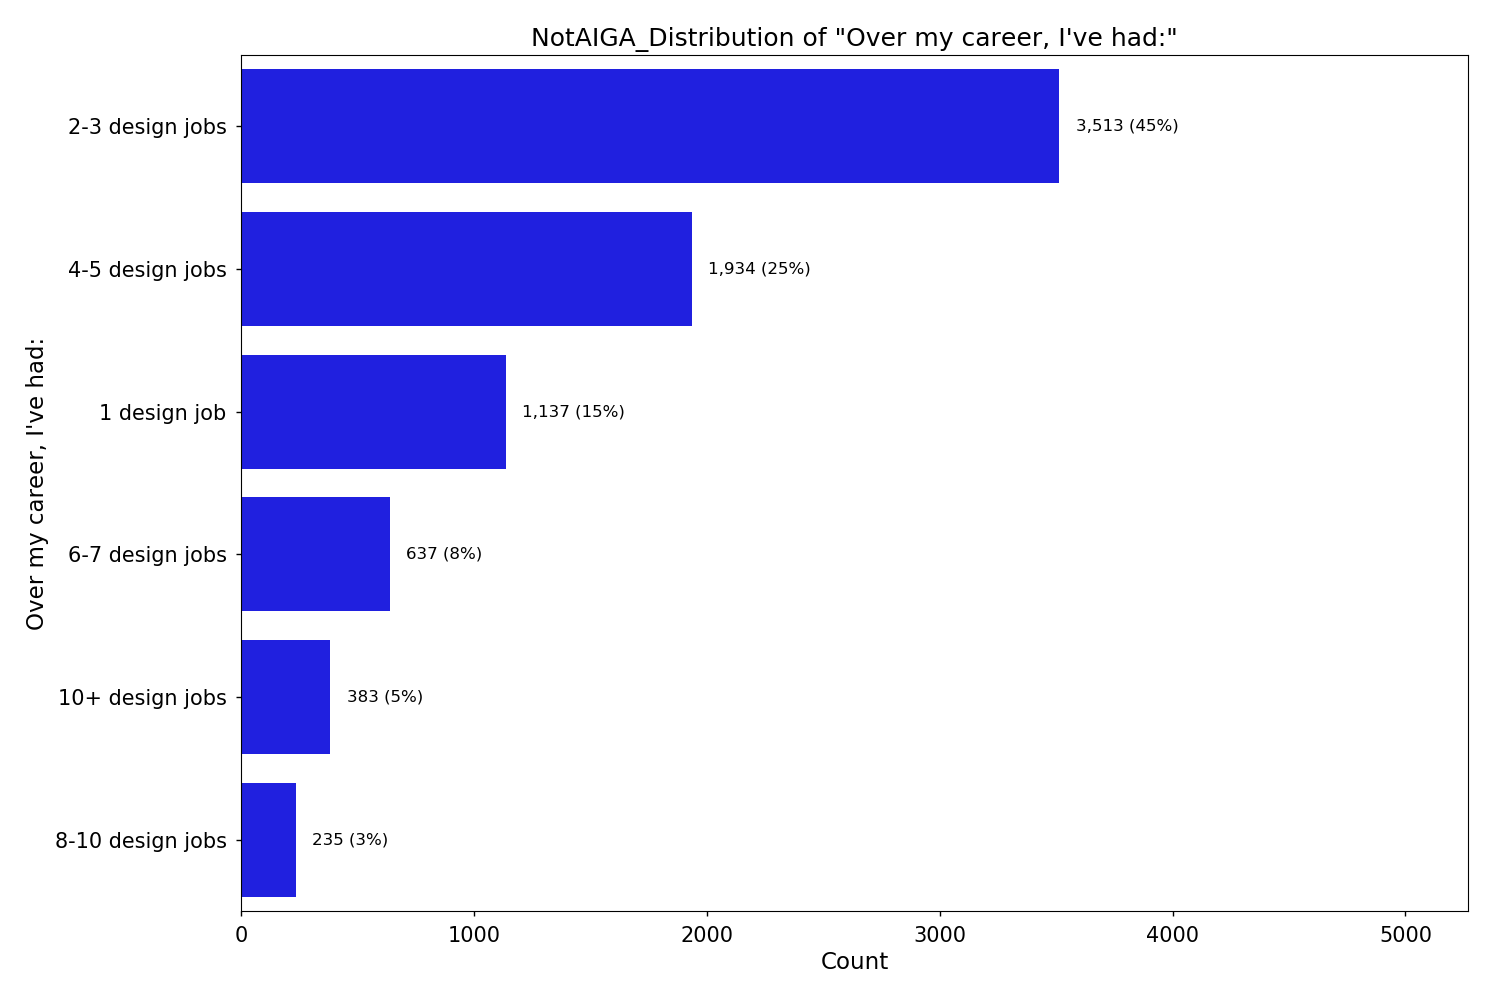 NotAIGA_Distribution of "Over my career, I've had:"
Over my career, I've had:
2-3 design jobs
3,513 (45%)
4-5 design jobs
1,934 (25%)
1 design job
1,137 (15%)
6-7 design jobs
637 (8%)
10+ design jobs
383 (5%)
8-10 design jobs
235 (3%)
0 1000 2000 3000 4000 5000
Count